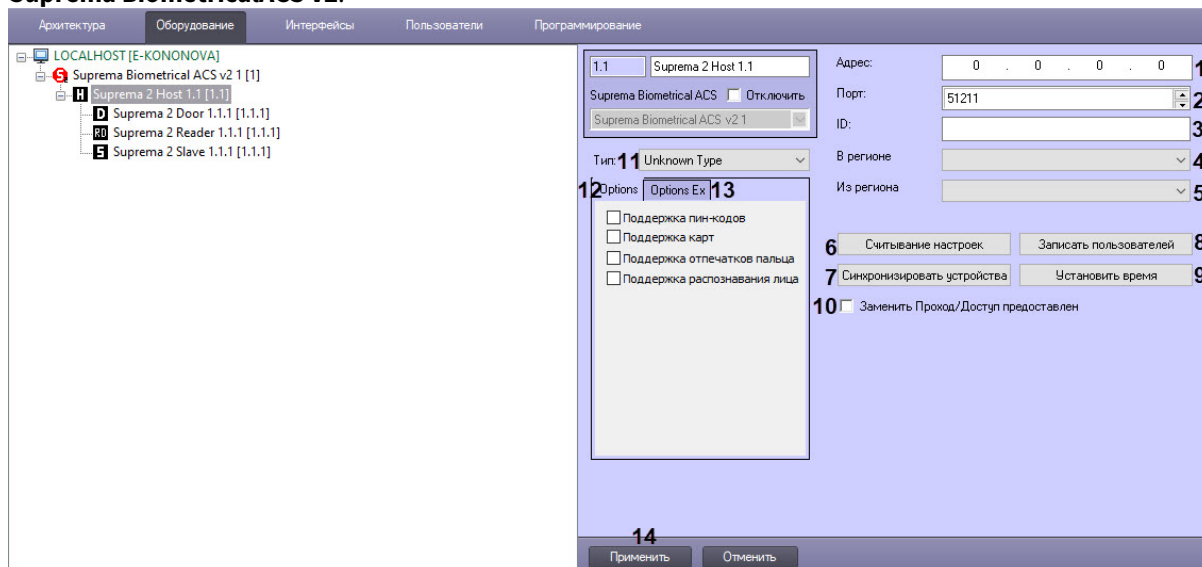 Suprema BiometricalACS v2.
Архитектура Оборудование Интерфейсы Пользователи Программирование
LOCALHOST [E-KONONOVA]
Suprema Biometrical ACS v2 1 [1]
H Suprema 2 Host 1.1 [1.1]
D Suprema 2 Door 1.1.1 [1.1.1]
RD Suprema 2 Reader 1.1.1 [1.1.1]
S Suprema 2 Slave 1.1.1 [1.1.1]
1.1 Suprema 2 Host 1.1
Suprema Biometrical ACS Отключить
Suprema Biometrical ACS v2 1
Тип: 11 Unknown Type
12 Options Options Ex 13
Поддержка пин-кодов
Поддержка карт
Поддержка отпечатков пальца
Поддержка распознавания лица
Адрес: 0 . 0 . 0 . 0 1
Порт: 51211 2
ID: 3
В регионе 4
Из региона 5
6 Считывание настроек Записать пользователей 8
7 Синхронизировать устройства Установить время 9
10 Заменить Проход/Доступ предоставлен
14
Применить Отменить